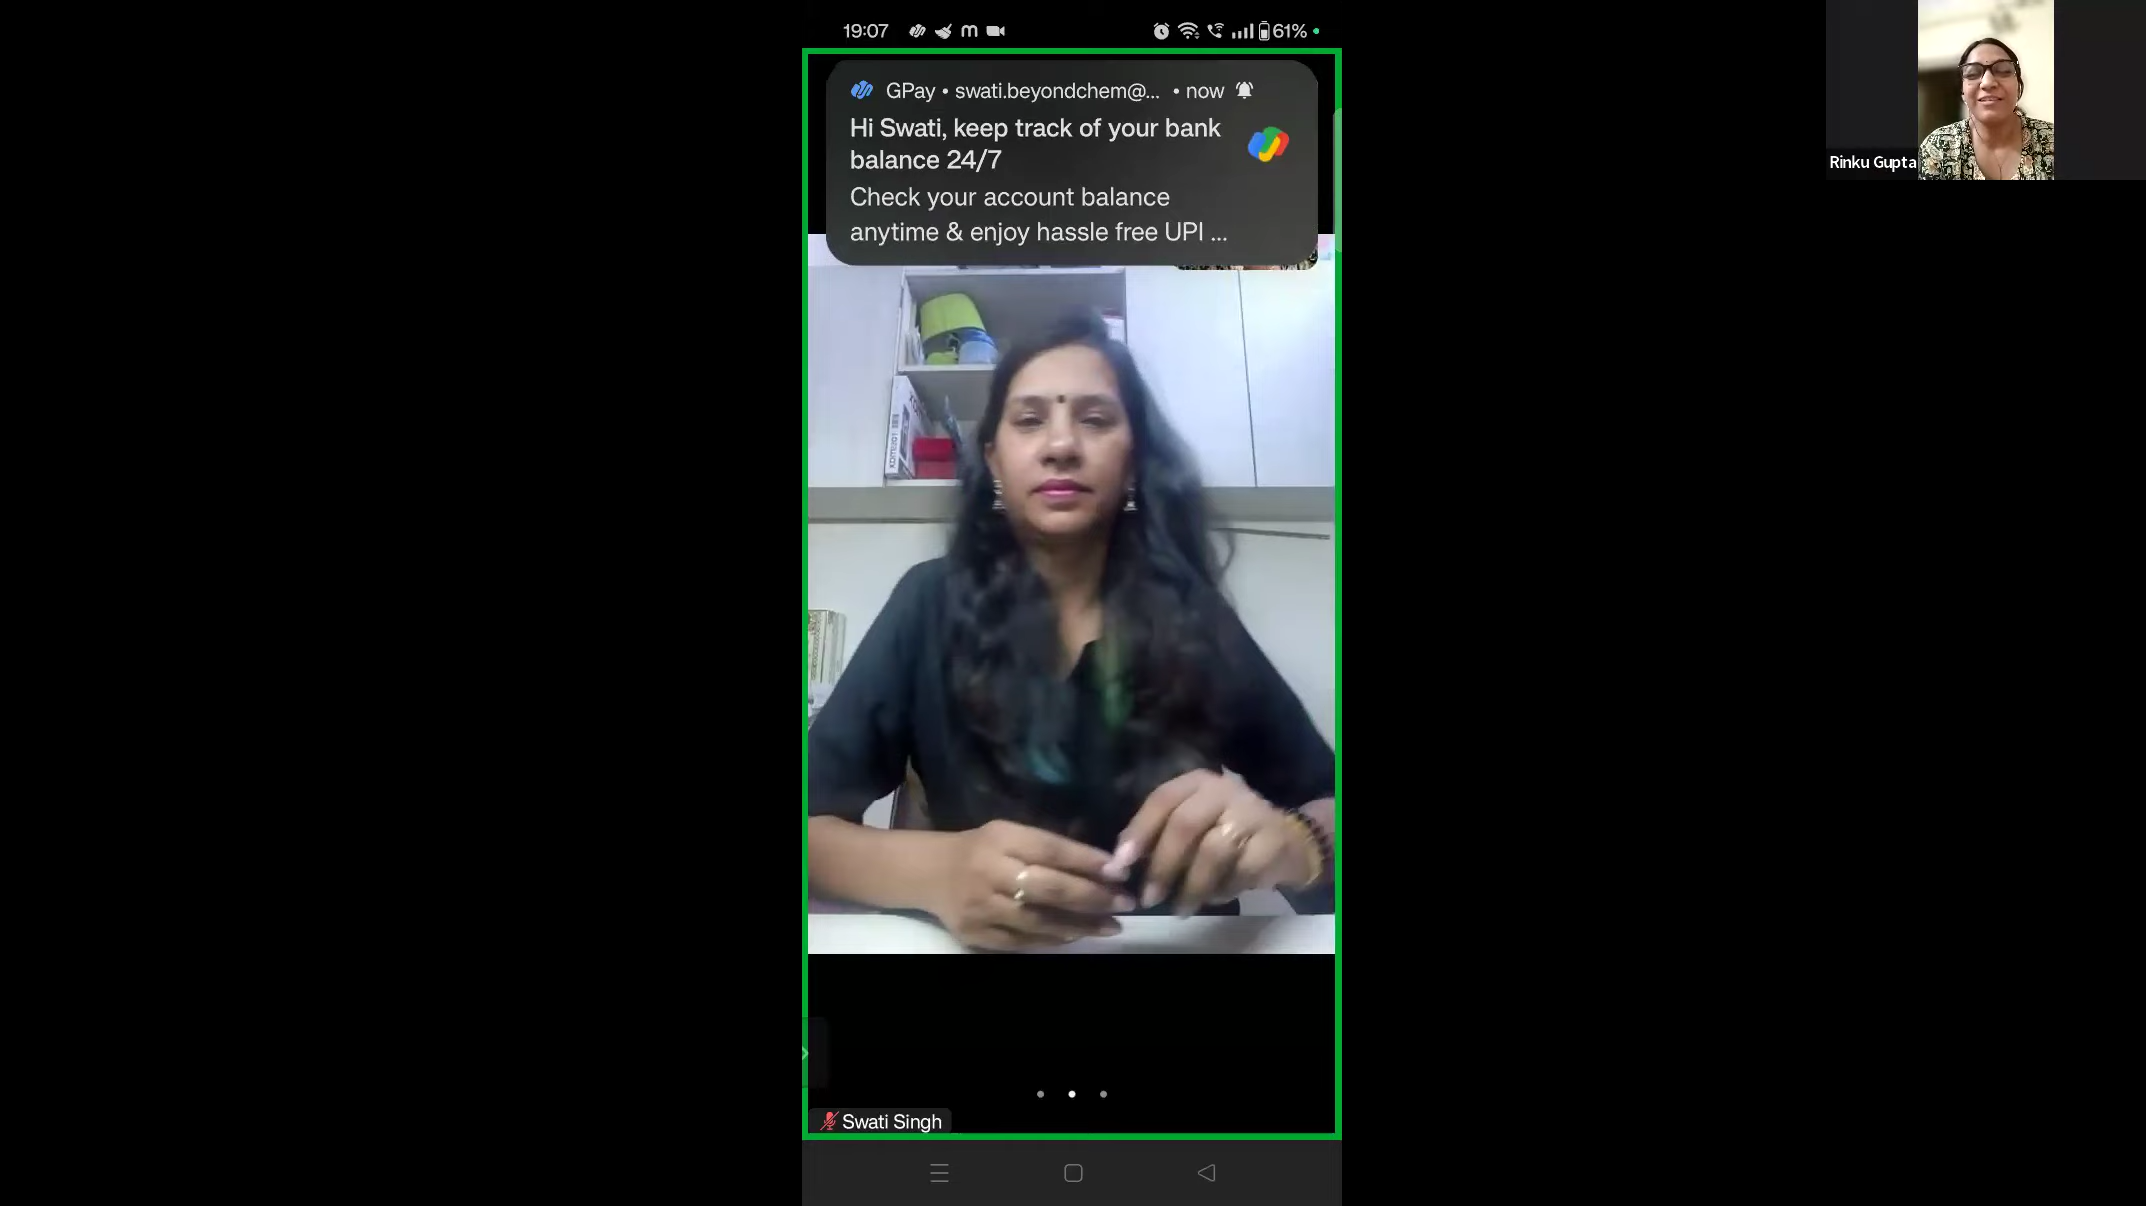 19:07
61%
GPay • swati.beyondchem@... • now
Hi Swati, keep track of your bank
balance 24/7
Check your account balance
anytime & enjoy hassle free UPI ...
Rinku Gupta
Swati Singh